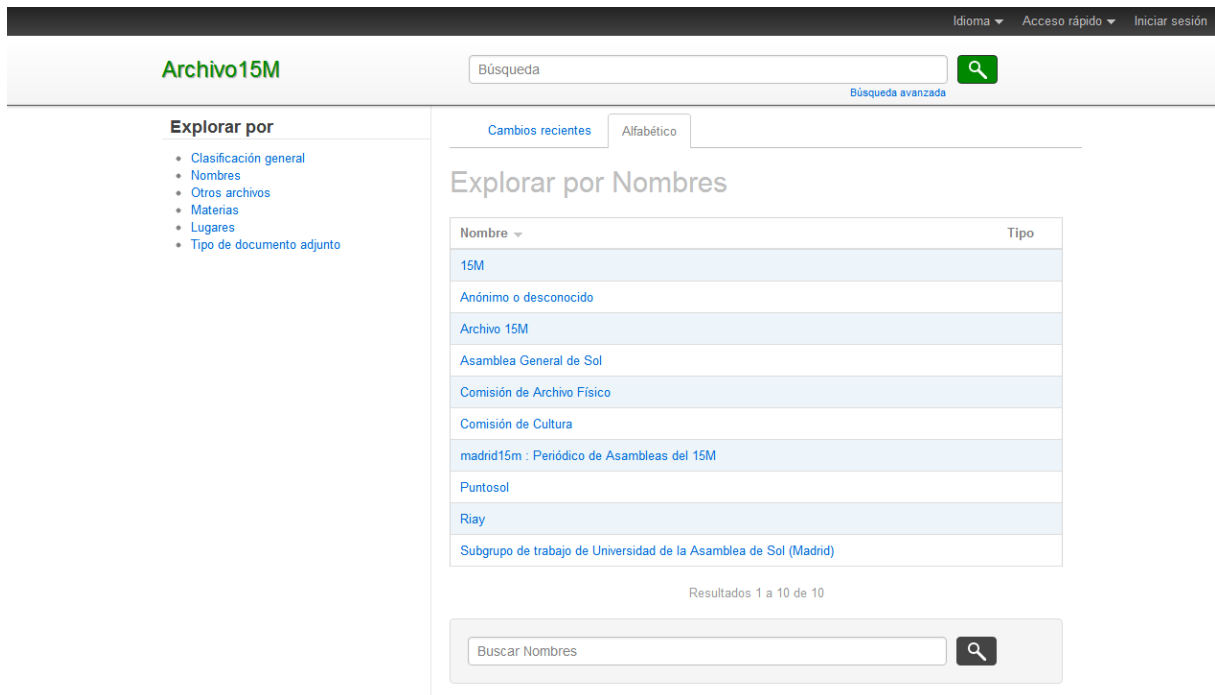 Idioma Acceso rápido Iniciar sesión
Archivo15M
Búsqueda
Búsqueda avanzada
Explorar por
Clasificación general
Nombres
Otros archivos
Materias
Lugares
Tipo de documento adjunto
Cambios recientes Alfabético
Explorar por Nombres
Nombre Tipo
15M
Anónimo o desconocido
Archivo 15M
Asamblea General de Sol
Comisión de Archivo Físico
Comisión de Cultura
madrid15m : Periódico de Asambleas del 15M
Puntosol
Riay
Subgrupo de trabajo de Universidad de la Asamblea de Sol (Madrid)
Resultados 1 a 10 de 10
Buscar Nombres